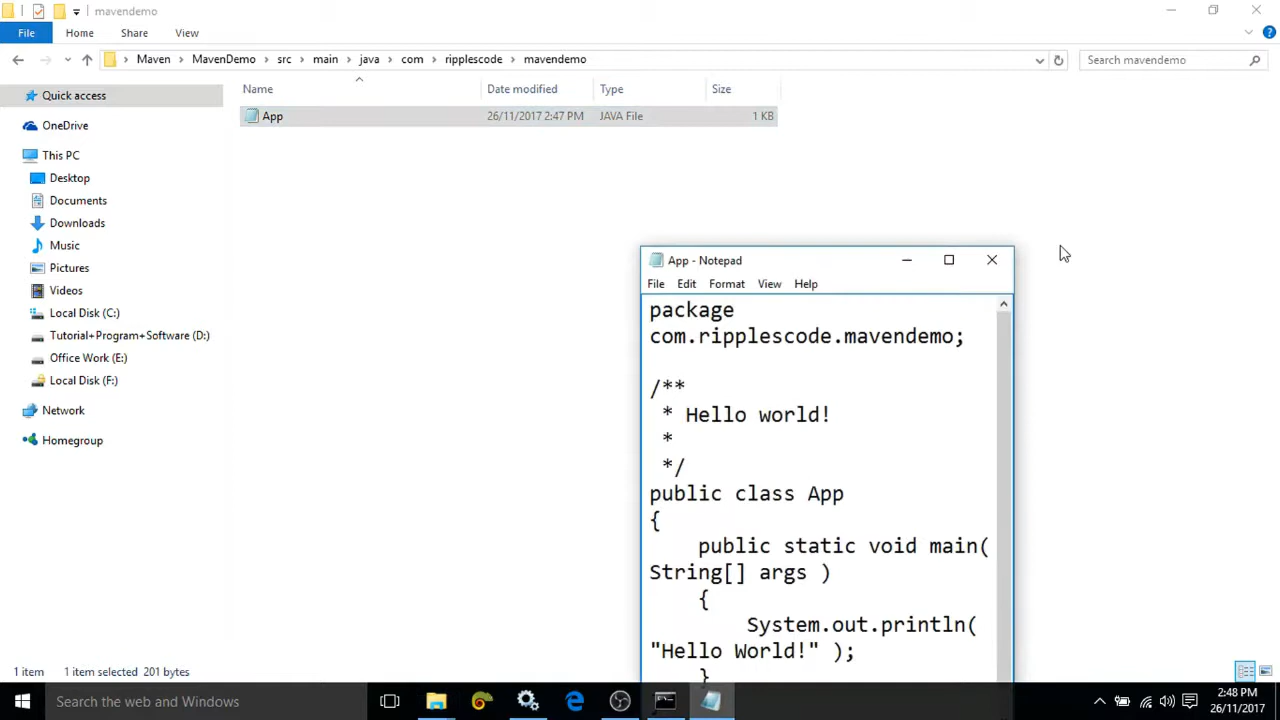 mavendemo
File Home Share View
Maven MavenDemo src main java com ripplescode mavendemo
Search mavendemo
Name Date modified Type Size
App 26/11/2017 2:47 PM JAVA File 1 KB
Quick access
OneDrive
This PC
Desktop
Documents
Downloads
Music
Pictures
Videos
Local Disk (C:)
Tutorial+Program+Software (D:)
Office Work (E:)
Local Disk (F:)
Network
Homegroup
App - Notepad
File Edit Format View Help
package
com.ripplescode.mavendemo;
/**
* Hello world!
*
*/
public class App
{
public static void main(
String[] args )
{
System.out.println(
"Hello World!" );
}
1 item 1 item selected 201 bytes
Search the web and Windows
2:48 PM
26/11/2017